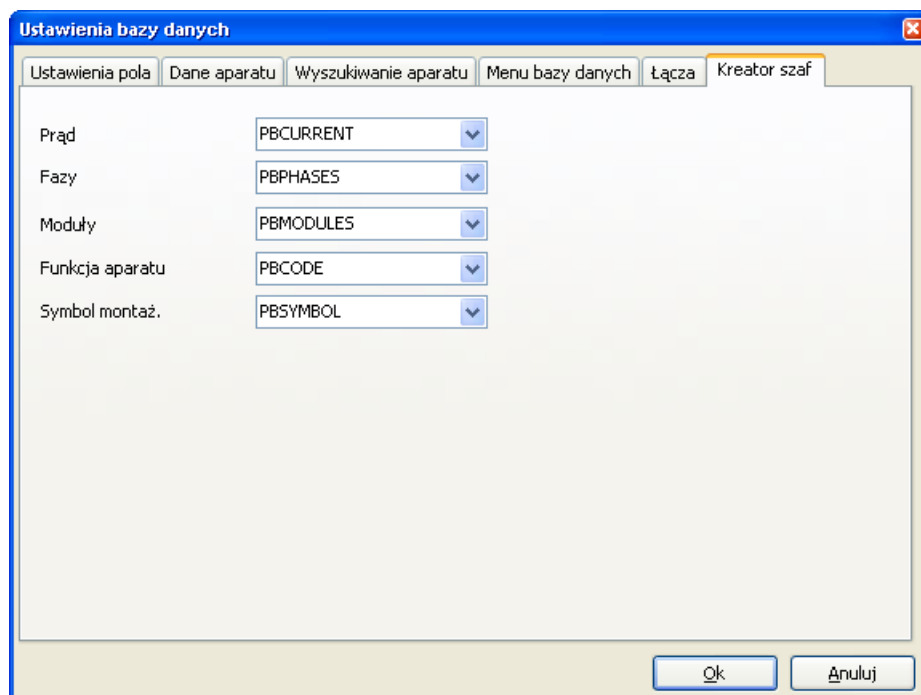 Ustawienia bazy danych
Ustawienia pola Dane aparatu Wyszukiwanie aparatu Menu bazy danych Łącza Kreator szaf
Prąd PBCURRENT
Fazy PBPHASES
Moduły PBMODULES
Funkcja aparatu PBCODE
Symbol montaż. PBSYMBOL
Ok Anuluj